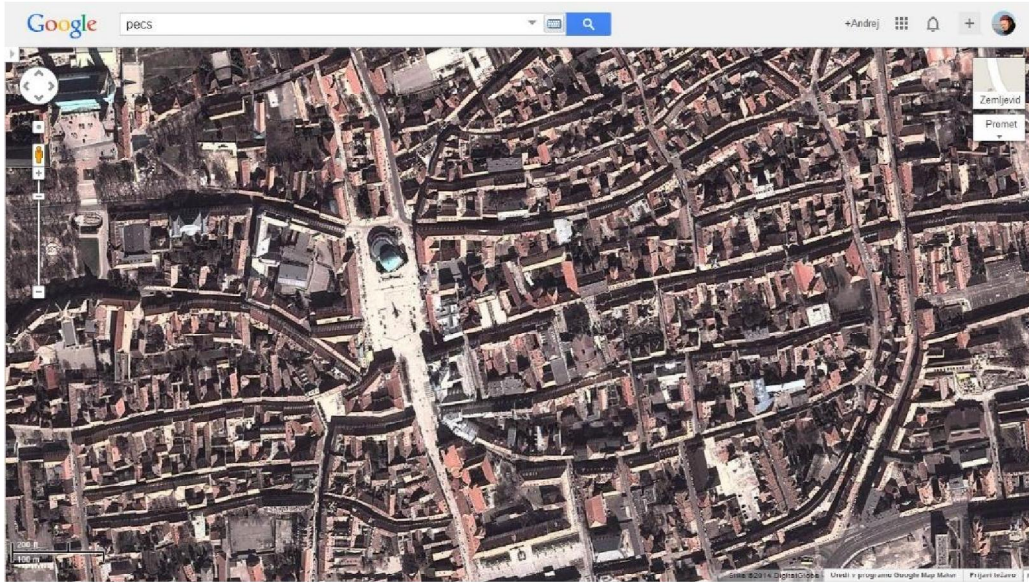 Google
pecs
+Andrej
Zemljevid
Promet
200 ft
100 m
Slike ©2014 DigitalGlobe
Uredi v programu Google Map Maker
Prijavi težavo